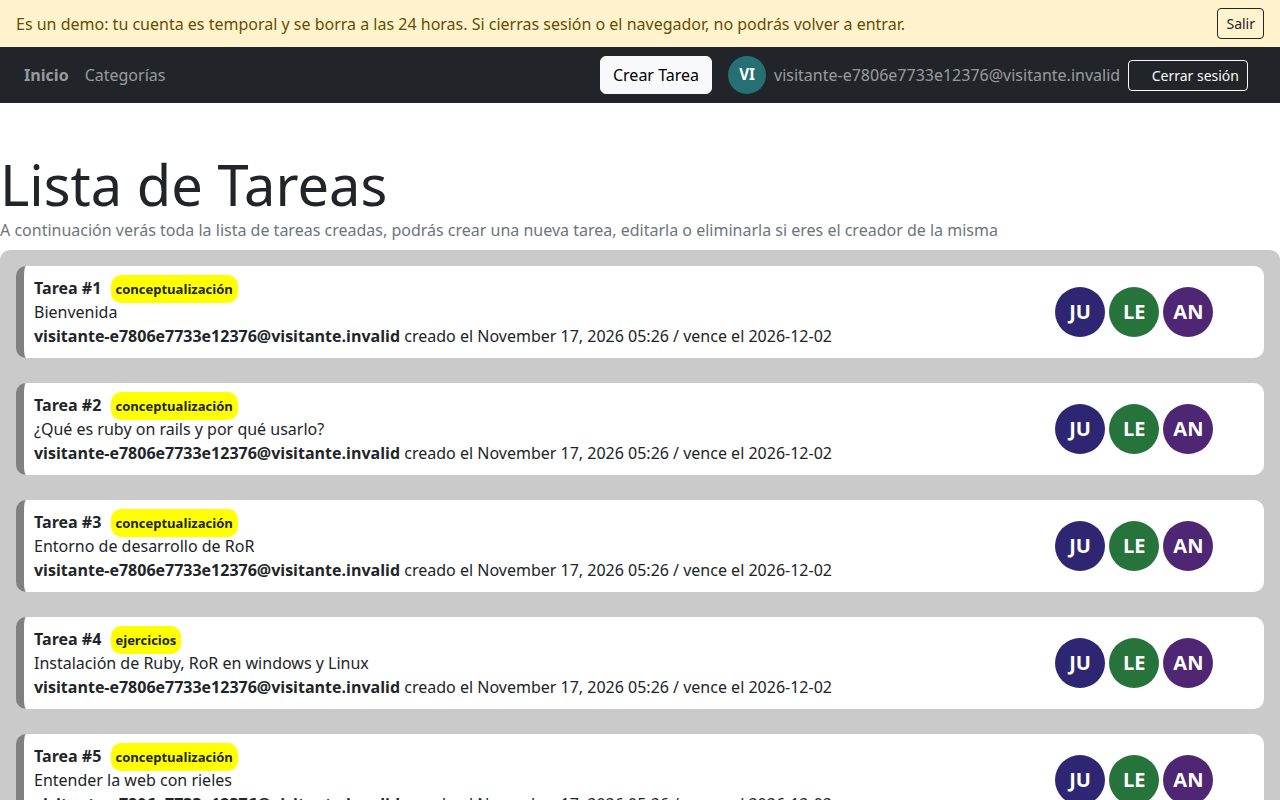 Es un demo: tu cuenta es temporal y se borra a las 24 horas. Si cierras sesión o el navegador, no podrás volver a entrar.
Salir
Inicio
Categorías
Crear Tarea
VI
visitante-e7806e7733e12376@visitante.invalid
Cerrar sesión
Lista de Tareas
A continuación verás toda la lista de tareas creadas, podrás crear una nueva tarea, editarla o eliminarla si eres el creador de la misma
Tarea #1 conceptualización
Bienvenida
visitante-e7806e7733e12376@visitante.invalid creado el November 17, 2026 05:26 / vence el 2026-12-02
JU LE AN
Tarea #2 conceptualización
¿Qué es ruby on rails y por qué usarlo?
visitante-e7806e7733e12376@visitante.invalid creado el November 17, 2026 05:26 / vence el 2026-12-02
JU LE AN
Tarea #3 conceptualización
Entorno de desarrollo de RoR
visitante-e7806e7733e12376@visitante.invalid creado el November 17, 2026 05:26 / vence el 2026-12-02
JU LE AN
Tarea #4 ejercicios
Instalación de Ruby, RoR en windows y Linux
visitante-e7806e7733e12376@visitante.invalid creado el November 17, 2026 05:26 / vence el 2026-12-02
JU LE AN
Tarea #5 conceptualización
Entender la web con rieles
JU LE AN